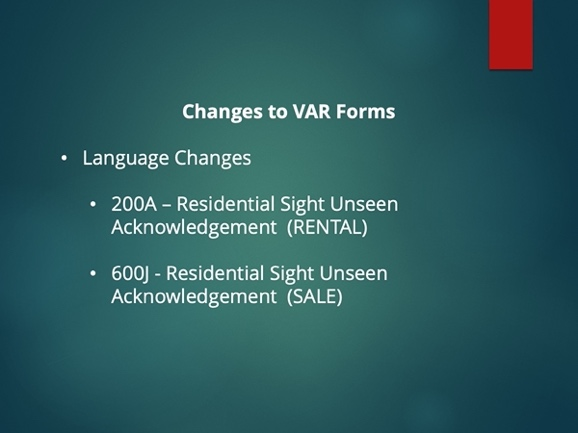 Changes to VAR Forms
• Language Changes
• 200A – Residential Sight Unseen
Acknowledgement (RENTAL)
• 600J - Residential Sight Unseen
Acknowledgement (SALE)